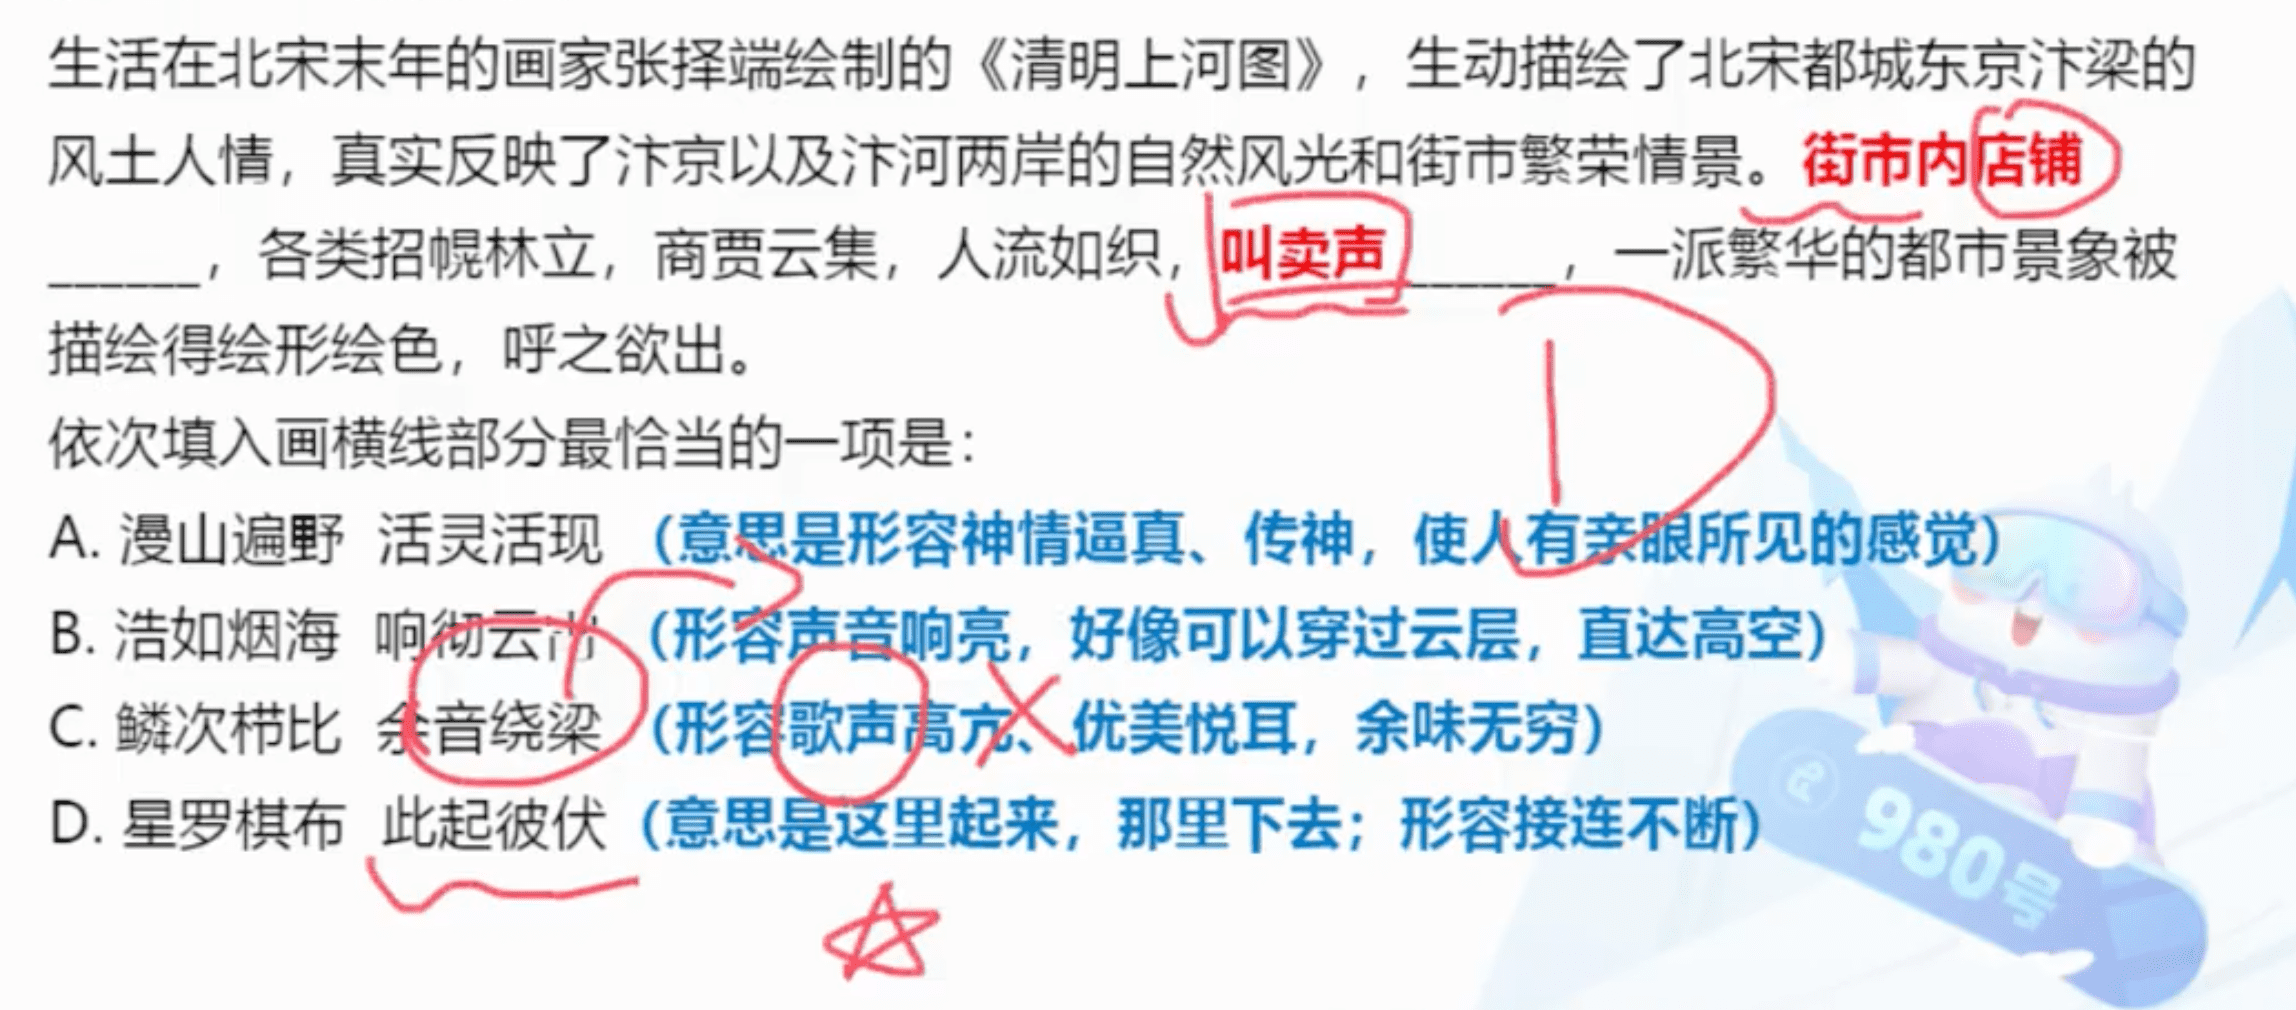 生活在北宋末年的画家张择端绘制的《清明上河图》，生动描绘了北宋都城东京汴梁的
风土人情，真实反映了汴京以及汴河两岸的自然风光和街市繁荣情景。街市内店铺
______，各类招幌林立，商贾云集，人流如织，叫卖声______，一派繁华的都市景象被
描绘得绘形绘色，呼之欲出。
依次填入画横线部分最恰当的一项是：
A. 漫山遍野 活灵活现 （意思是形容神情逼真、传神，使人有亲眼所见的感觉）
B. 浩如烟海 响彻云 （形容声音响亮，好像可以穿过云层，直达高空）
C. 鳞次栉比 余音绕梁 （形容歌声高亢、优美悦耳，余味无穷）
D. 星罗棋布 此起彼伏 （意思是这里起来，那里下去；形容接连不断）
D
980号